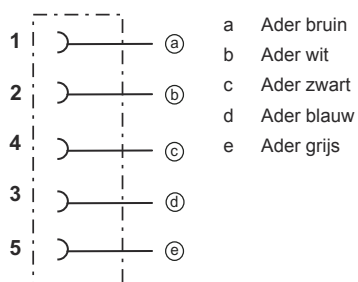 1 ⓐ
2 ⓑ
4 ⓒ
3 ⓓ
5 ⓔ
a Ader bruin
b Ader wit
c Ader zwart
d Ader blauw
e Ader grijs